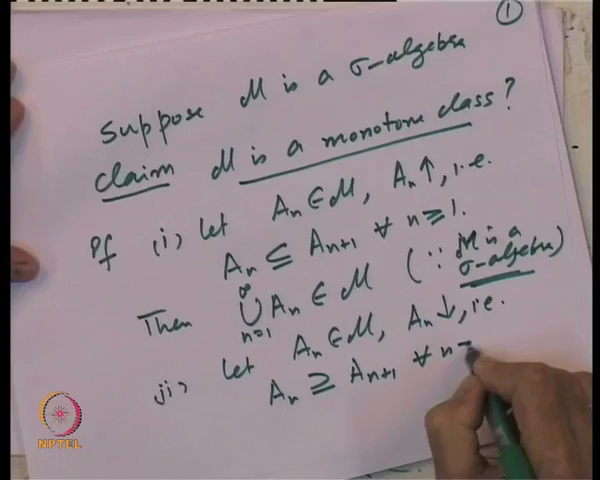 ①
Suppose M is a σ-algebra
claim M is a monotone class?
Pf (i) Let Aₙ ∈ M, Aₙ ↑, i.e.
Aₙ ⊆ Aₙ₊₁ ∀ n ≥ 1.
Then ∞⋃n=1 Aₙ ∈ M (∵ M is a σ-algebra)
ii) Let Aₙ ∈ M, Aₙ ↓, i.e.
Aₙ ⊇ Aₙ₊₁ ∀ n
NPTEL